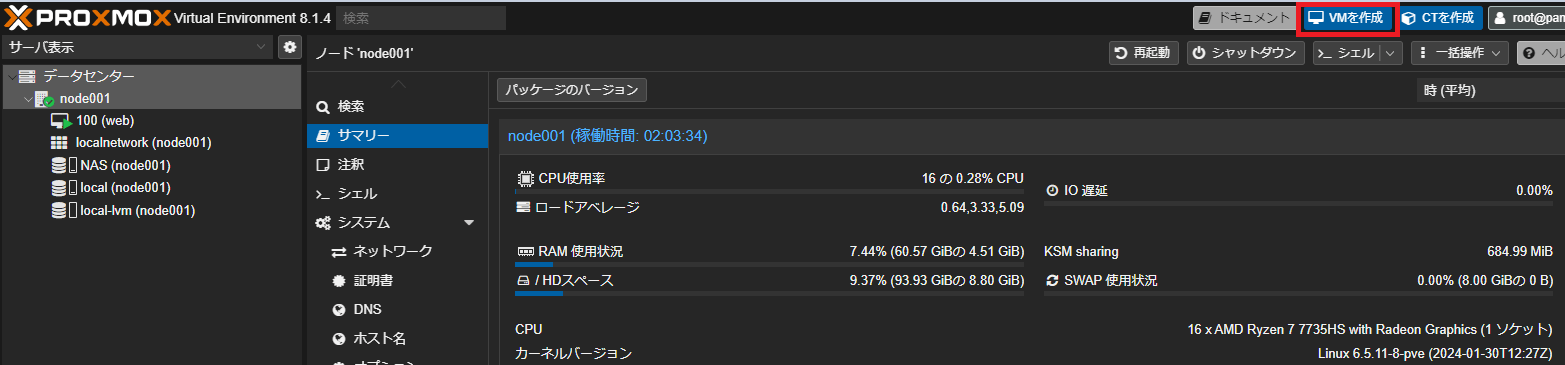 PROXMOX Virtual Environment 8.1.4 検索 ドキュメント VMを作成 CTを作成 root@pam
サーバ表示
データセンター
node001
100 (web)
localnetwork (node001)
NAS (node001)
local (node001)
local-lvm (node001)
ノード 'node001' 再起動 シャットダウン シェル 一括操作
検索
サマリー
注釈
シェル
システム
ネットワーク
証明書
DNS
ホスト名
パッケージのバージョン 時 (平均)
node001 (稼働時間: 02:03:34)
CPU使用率 16 の 0.28% CPU
IO 遅延 0.00%
ロードアベレージ 0.64,3.33,5.09
RAM 使用状況 7.44% (60.57 GiBの 4.51 GiB)
KSM sharing 684.99 MiB
/ HDスペース 9.37% (93.93 GiBの 8.80 GiB)
SWAP 使用状況 0.00% (8.00 GiBの 0 B)
CPU 16 x AMD Ryzen 7 7735HS with Radeon Graphics (1 ソケット)
カーネルバージョン Linux 6.5.11-8-pve (2024-01-30T12:27Z)